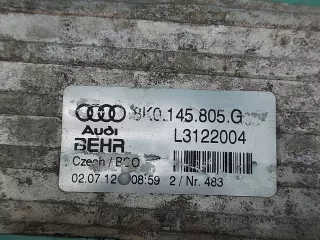 8K0.145.805.G
Audi
L3122004
BEHR
Czech / BCO
02.07.12 08:59 2 / Nr. 483